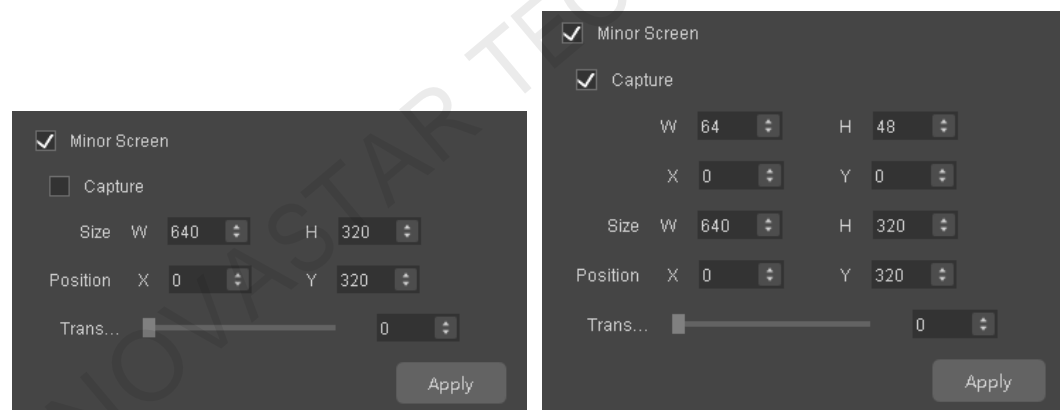 Minor Screen
Capture
Size W 640 H 320
Position X 0 Y 320
Trans... 0
Apply
Minor Screen
Capture
W 64 H 48
X 0 Y 0
Size W 640 H 320
Position X 0 Y 320
Trans... 0
Apply
NOVASTAR TEC